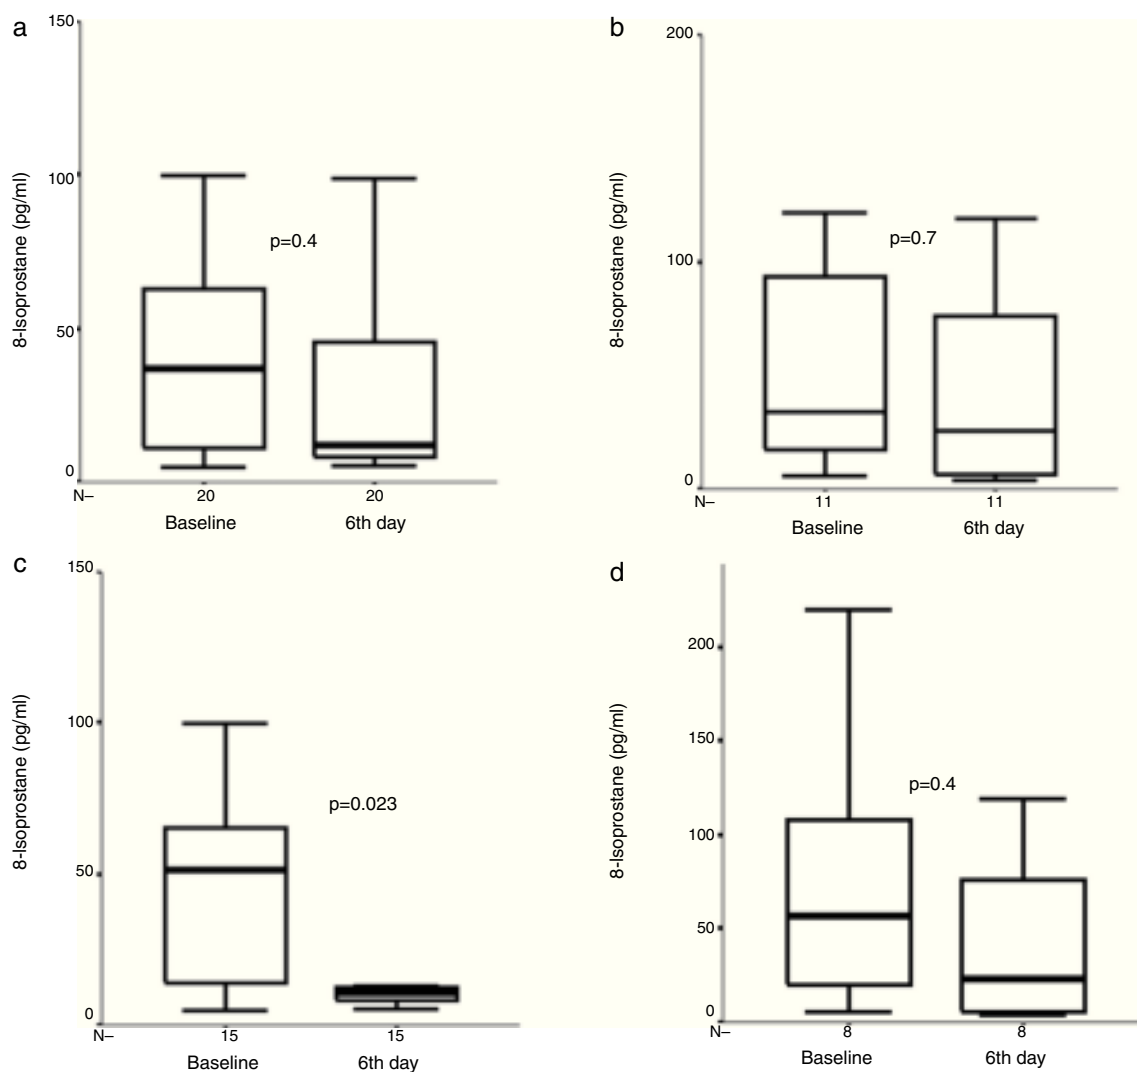 a
150
100
50
0
8-Isoprostane (pg/ml)
p=0.4
N–
20
20
Baseline
6th day
b
200
100
0
8-Isoprostane (pg/ml)
p=0.7
N–
11
11
Baseline
6th day
c
150
100
50
0
8-Isoprostane (pg/ml)
p=0.023
N–
15
15
Baseline
6th day
d
200
150
100
50
0
8-Isoprostane (pg/ml)
p=0.4
N–
8
8
Baseline
6th day